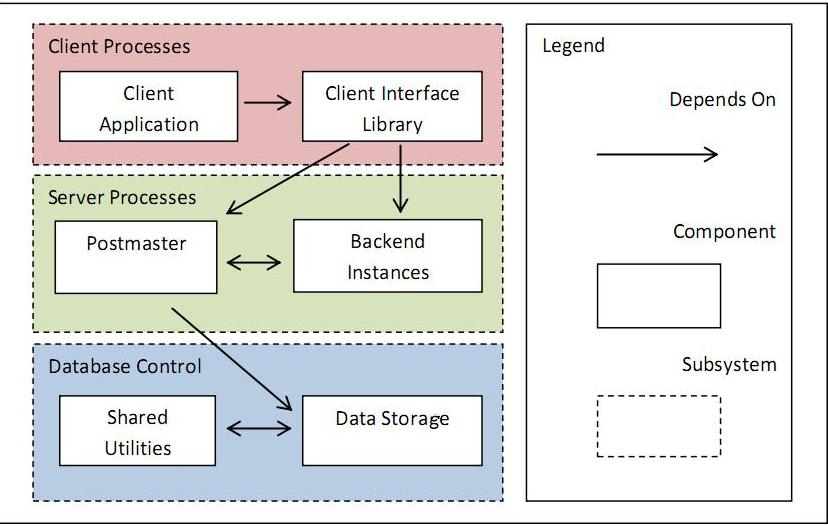 Client Processes
Client
Application
Client Interface
Library
Server Processes
Postmaster
Backend
Instances
Database Control
Shared
Utilities
Data Storage
Legend
Depends On
Component
Subsystem